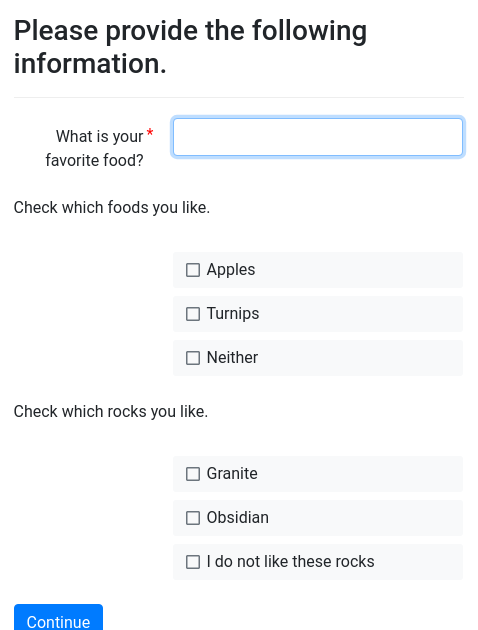 Please provide the following
information.
What is your *
favorite food?
Check which foods you like.
Apples
Turnips
Neither
Check which rocks you like.
Granite
Obsidian
I do not like these rocks
Continue